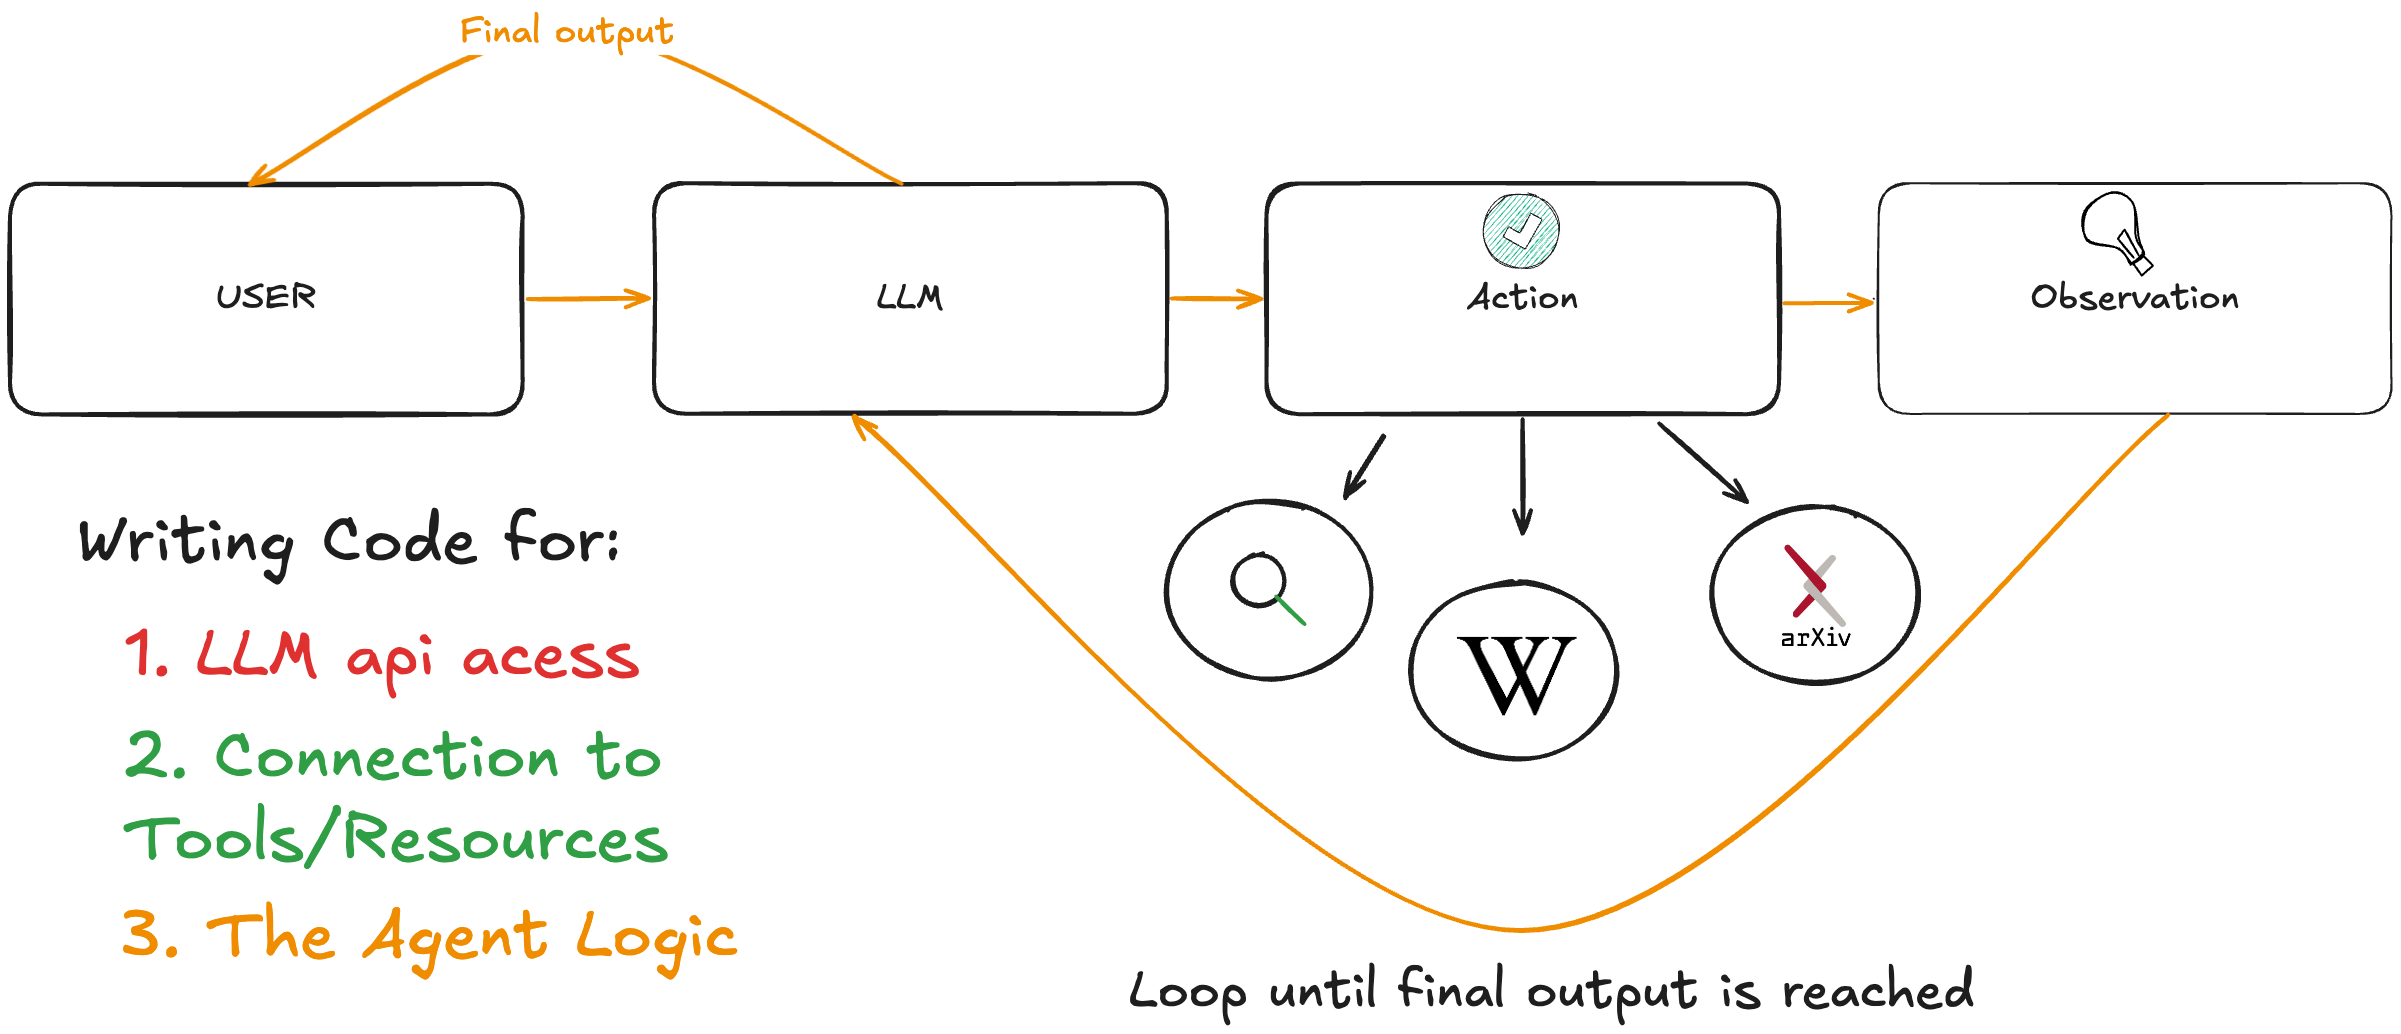 Final output
USER
LLM
Action
Observation
Writing Code for:
1. LLM api acess
2. Connection to
Tools/Resources
3. The Agent Logic
W
arXiv
Loop until final output is reached